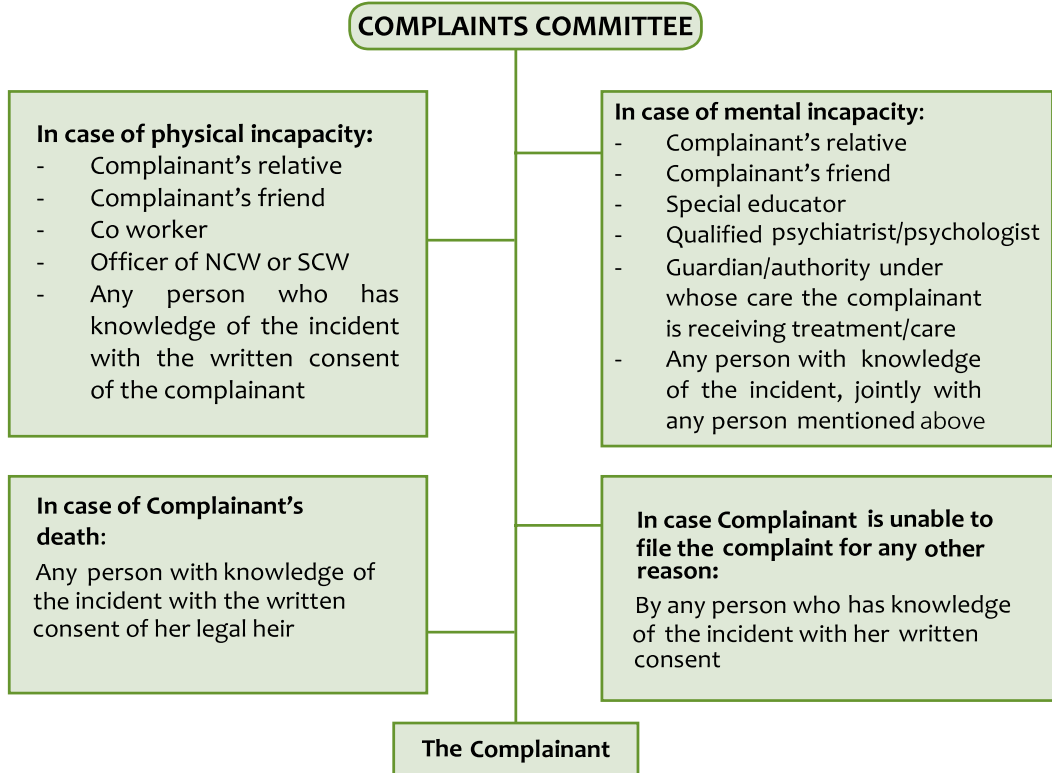 COMPLAINTS COMMITTEE
In case of physical incapacity:
- Complainant’s relative
- Complainant’s friend
- Co worker
- Officer of NCW or SCW
- Any person who has
knowledge of the incident
with the written consent
of the complainant
In case of mental incapacity:
- Complainant’s relative
- Complainant’s friend
- Special educator
- Qualified psychiatrist/psychologist
- Guardian/authority under
whose care the complainant
is receiving treatment/care
- Any person with knowledge
of the incident, jointly with
any person mentioned above
In case of Complainant’s
death:
Any person with knowledge of
the incident with the written
consent of her legal heir
In case Complainant is unable to
file the complaint for any other
reason:
By any person who has knowledge
of the incident with her written
consent
The Complainant